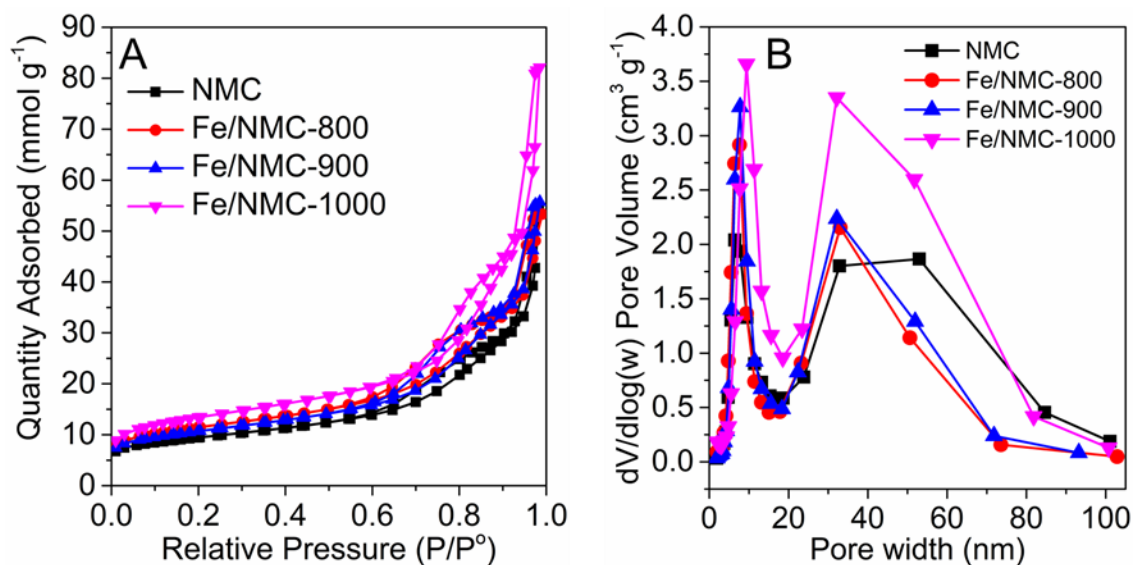 A
Quantity Adsorbed (mmol g⁻¹)
90
80
70
60
50
40
30
20
10
0
NMC
Fe/NMC-800
Fe/NMC-900
Fe/NMC-1000
0.0 0.2 0.4 0.6 0.8 1.0
Relative Pressure (P/Pº)
B
dV/dlog(w) Pore Volume (cm³ g⁻¹)
4.0
3.5
3.0
2.5
2.0
1.5
1.0
0.5
0.0
NMC
Fe/NMC-800
Fe/NMC-900
Fe/NMC-1000
0 20 40 60 80 100
Pore width (nm)